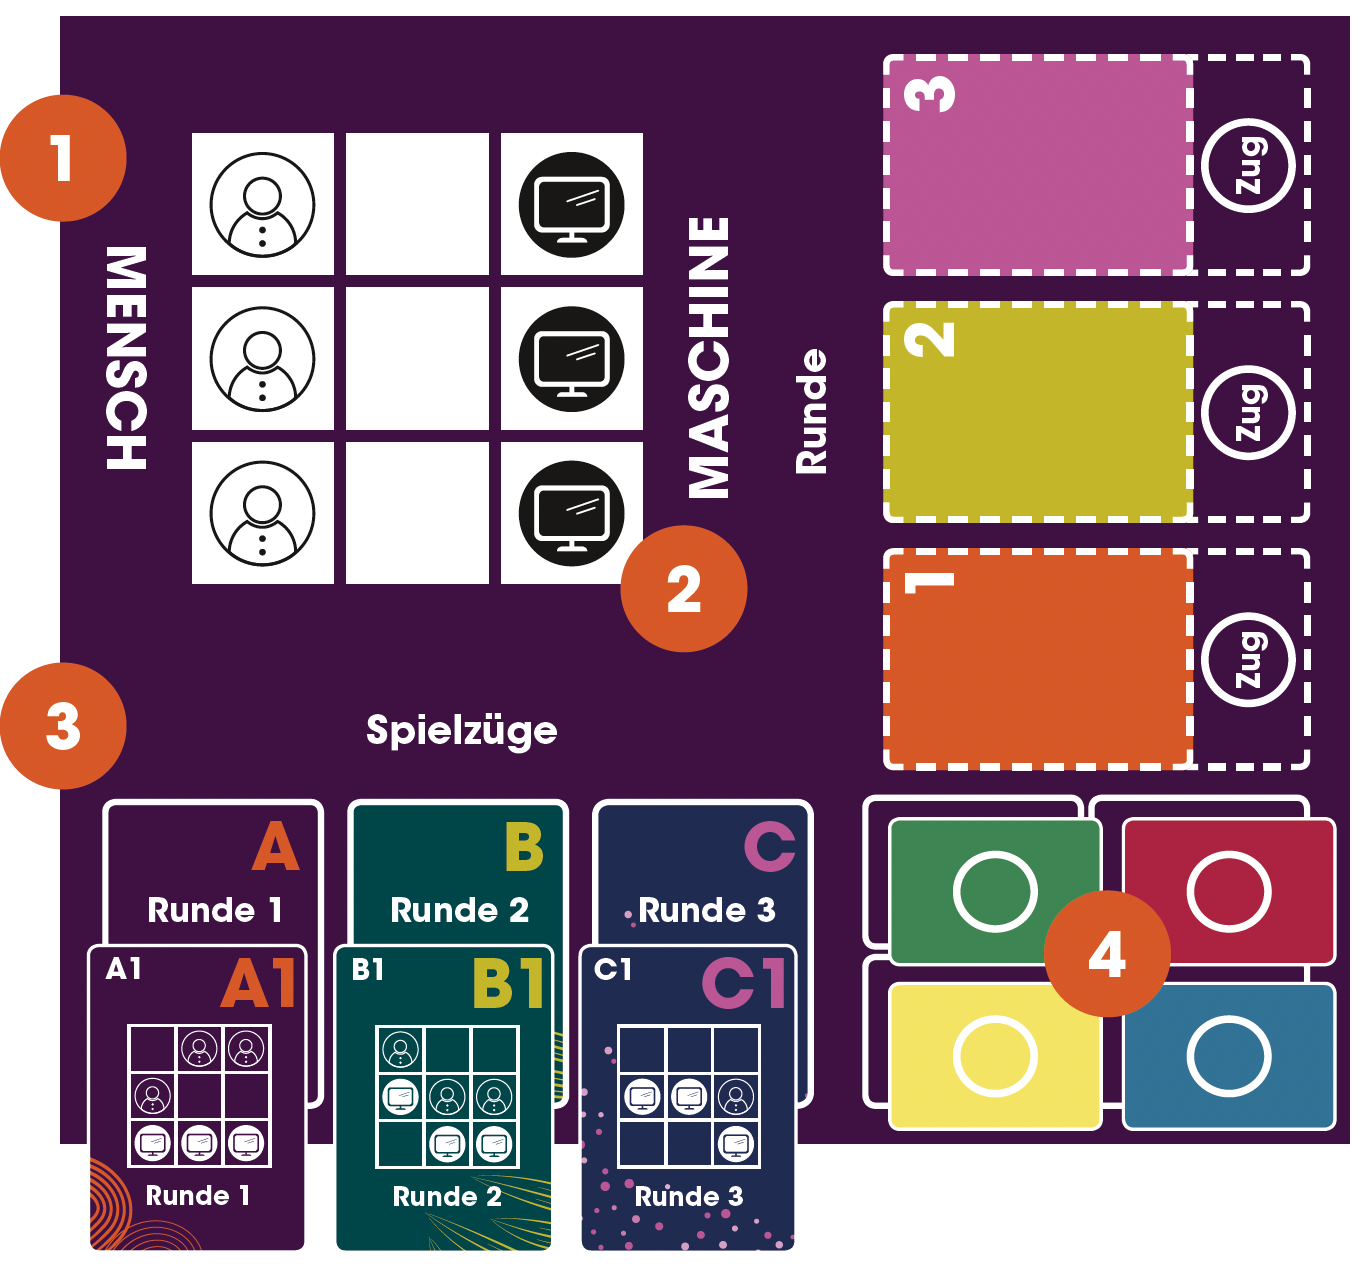 1
MENSCH
MASCHINE
2
3
Spielzüge
Runde
3
Zug
2
Zug
1
Zug
A
Runde 1
B
Runde 2
C
Runde 3
A1
A1
Runde 1
B1
B1
Runde 2
C1
C1
Runde 3
4